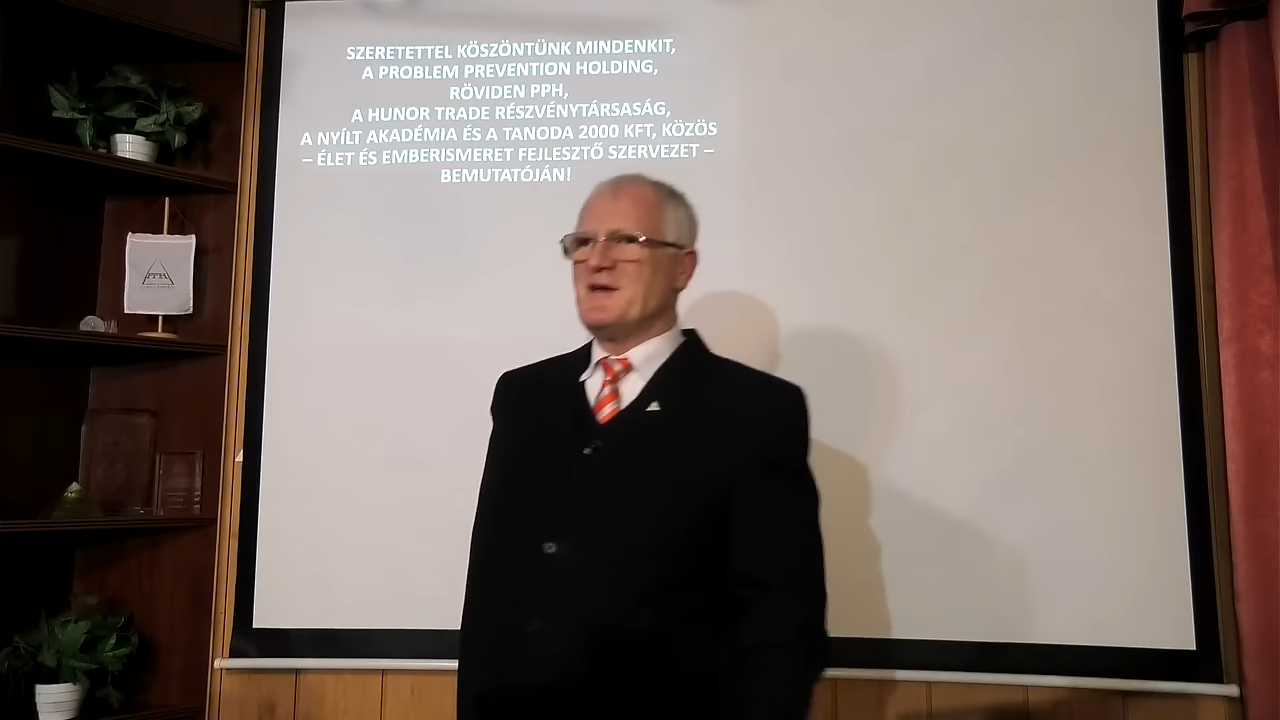 SZERETETTEL KÖSZÖNTÜNK MINDENKIT,
A PROBLEM PREVENTION HOLDING,
RÖVIDEN PPH,
A HUNOR TRADE RÉSZVÉNYTÁRSASÁG,
A NYÍLT AKADÉMIA ÉS A TANODA 2000 KFT, KÖZÖS
– ÉLET ÉS EMBERISMERET FEJLESZTŐ SZERVEZET –
BEMUTATÓJÁN!
PPH